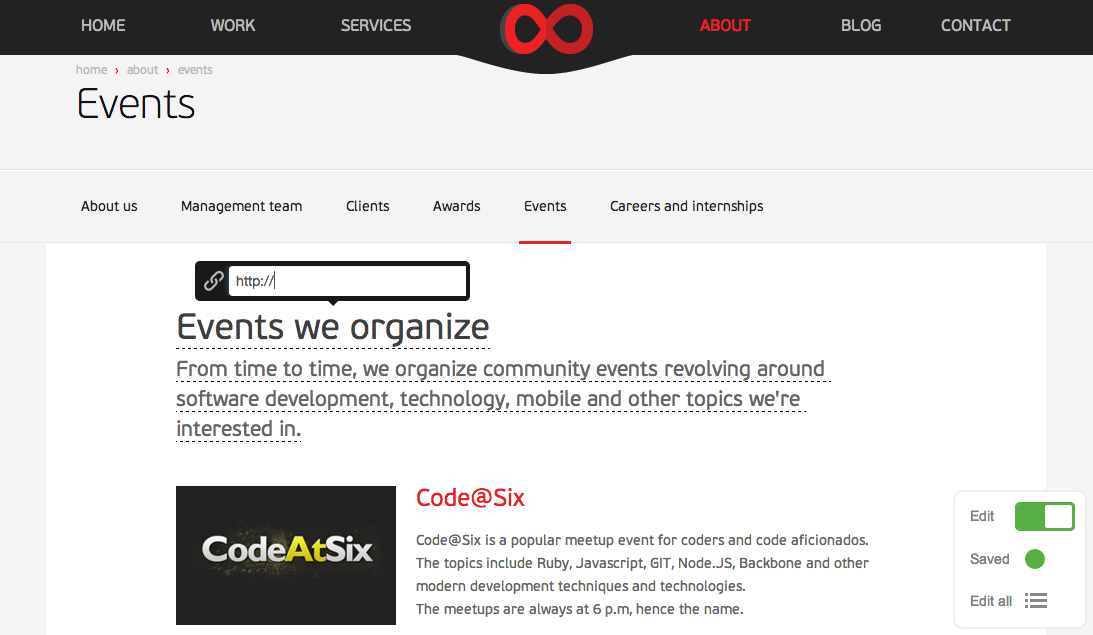 HOME WORK SERVICES ABOUT BLOG CONTACT
home › about › events
Events
About us Management team Clients Awards Events Careers and internships
http://
Events we organize
From time to time, we organize community events revolving around
software development, technology, mobile and other topics we're
interested in.
CodeAtSix
Code@Six
Code@Six is a popular meetup event for coders and code aficionados.
The topics include Ruby, Javascript, GIT, Node.JS, Backbone and other
modern development techniques and technologies.
The meetups are always at 6 p.m, hence the name.
Edit
Saved
Edit all